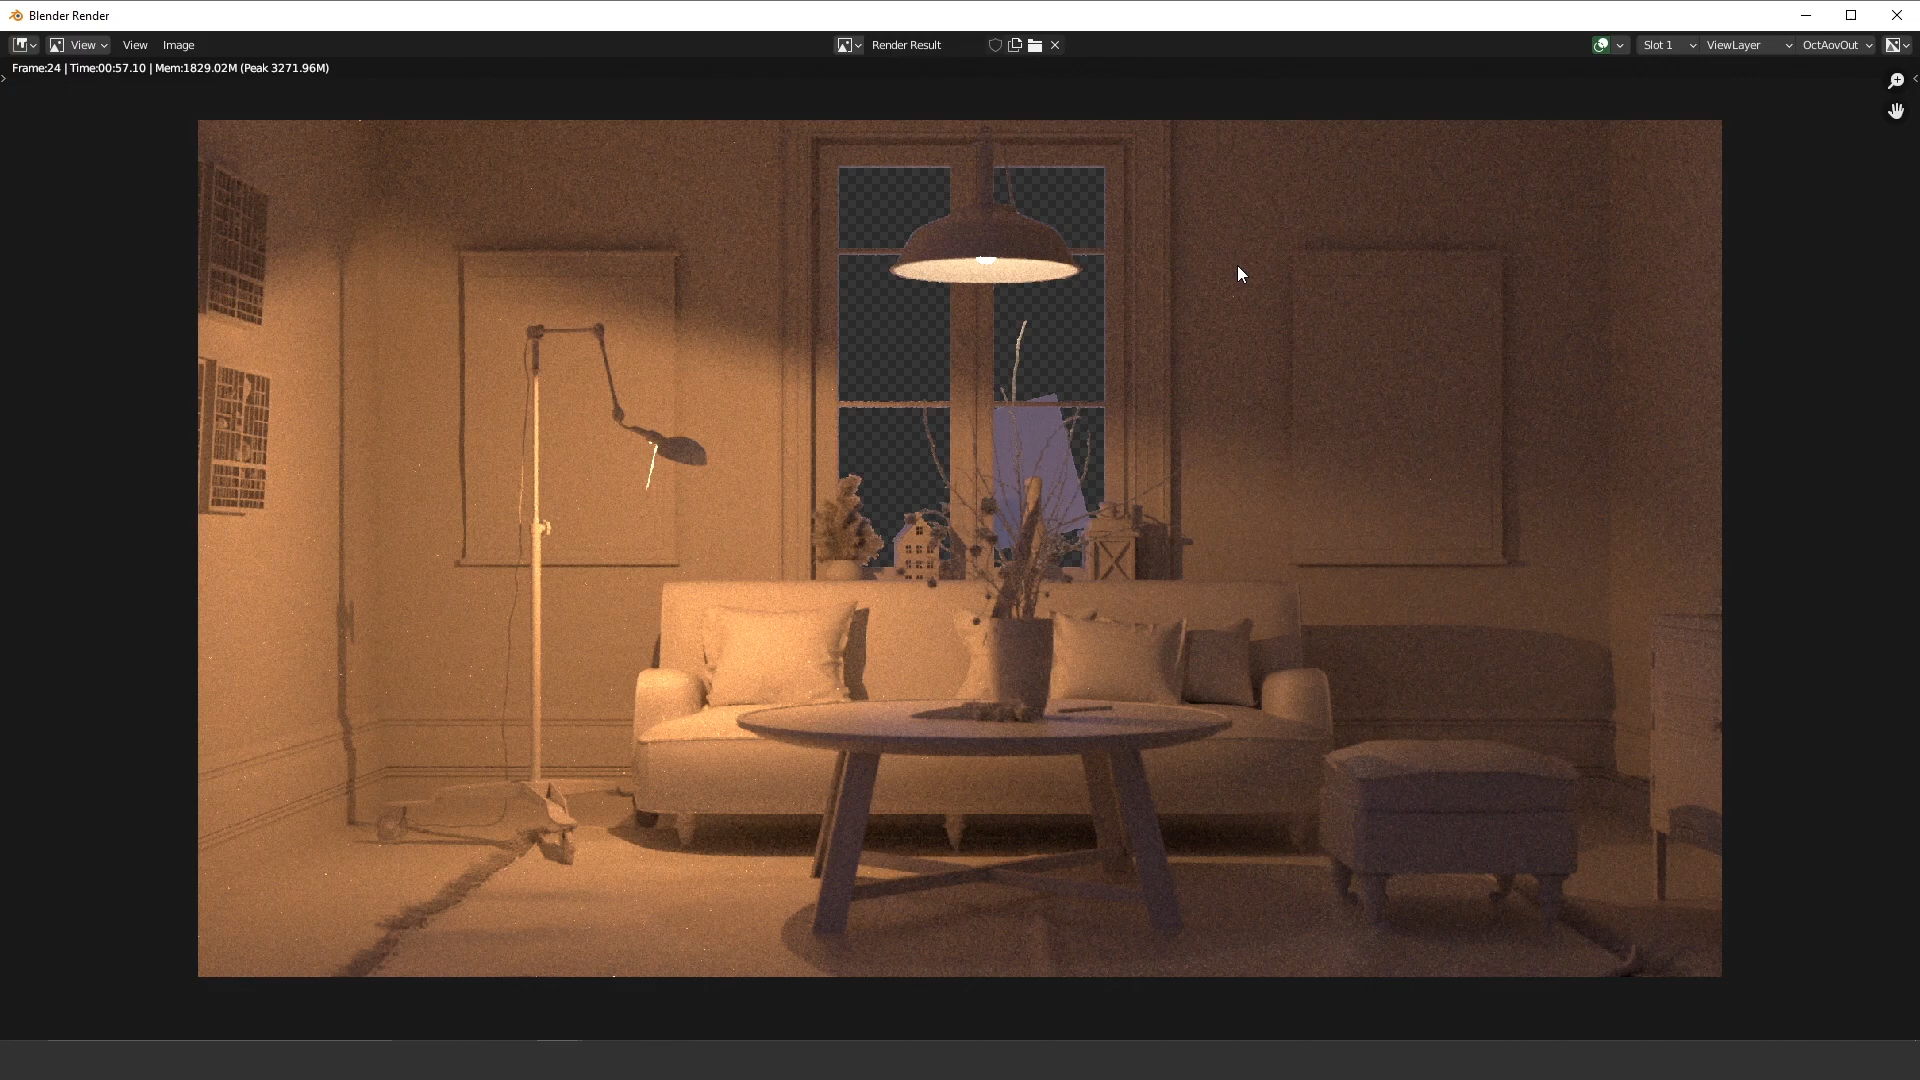 Blender Render
View View Image Render Result Slot 1 ViewLayer OctAovOut
Frame:24 | Time:00:57.10 | Mem:1829.02M (Peak 3271.96M)